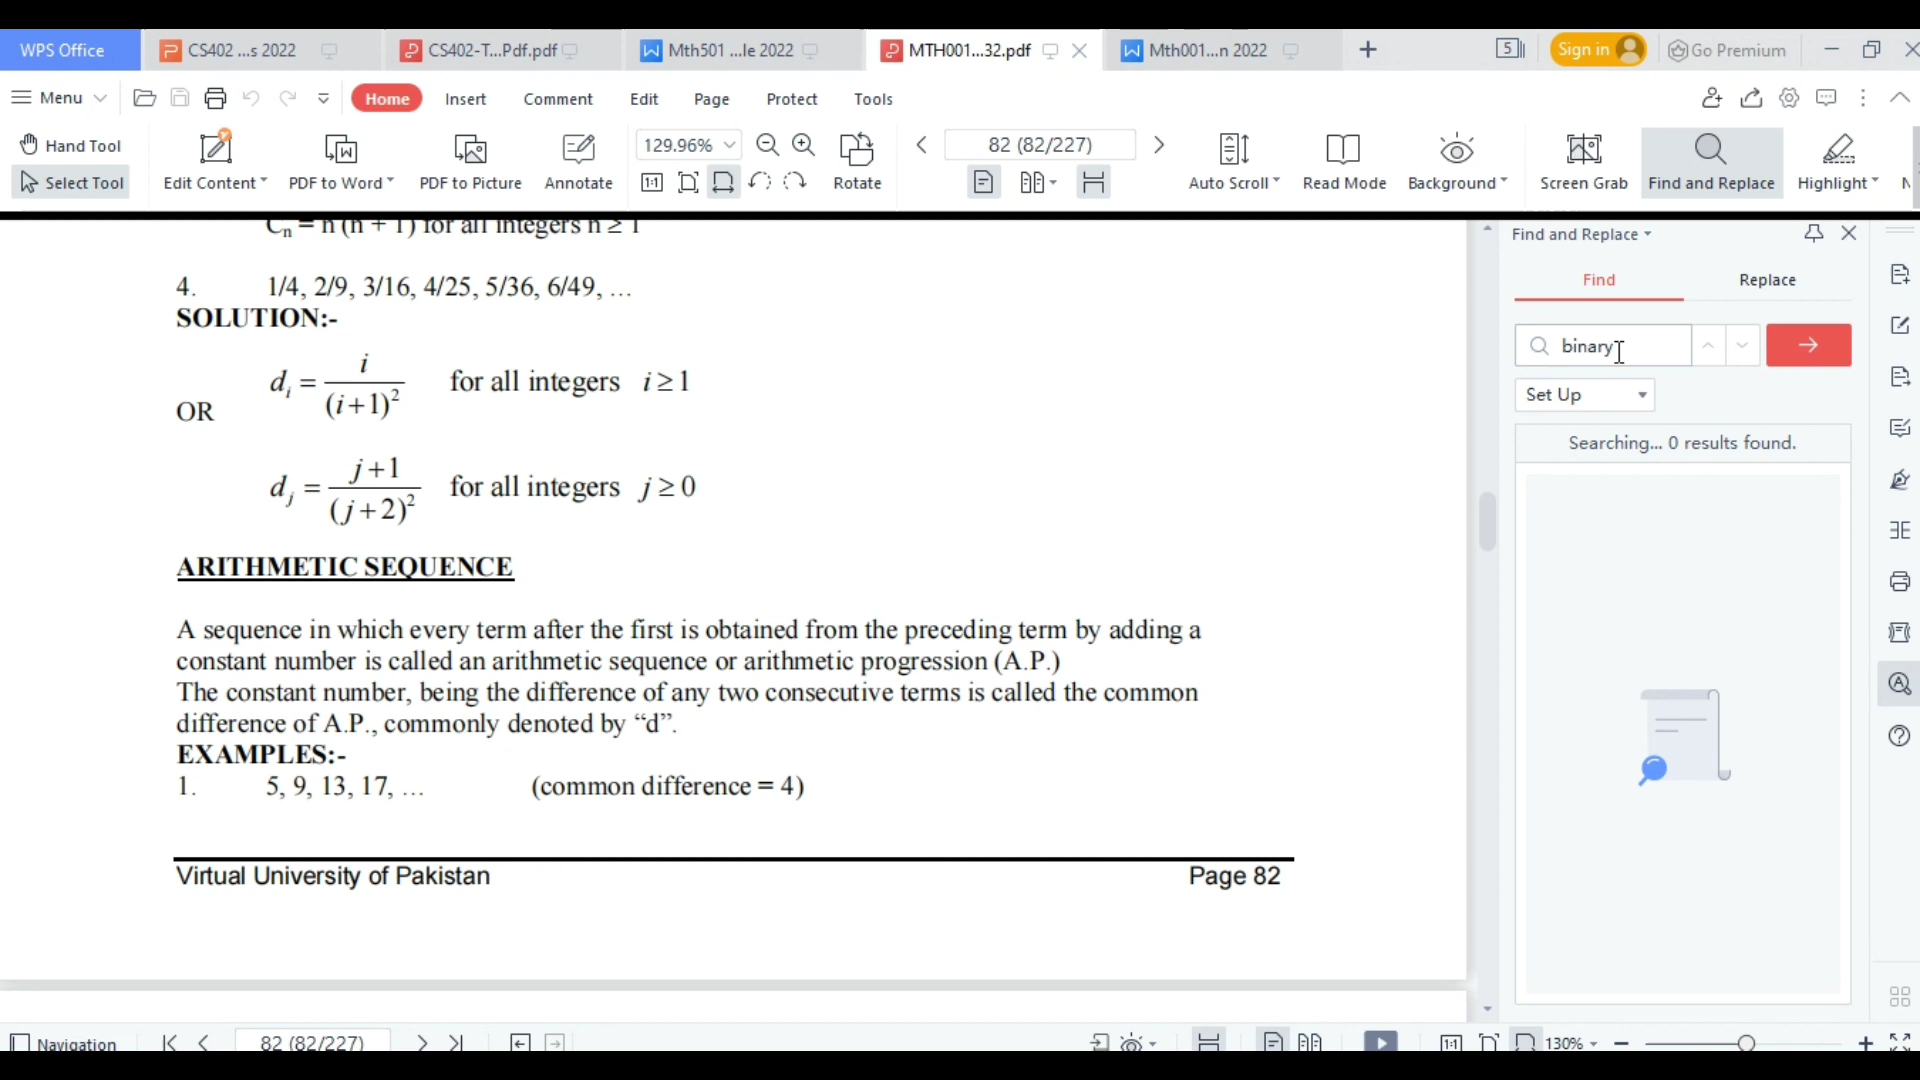 WPS Office
CS402 ...s 2022
CS402-T...Pdf.pdf
Mth501 ...le 2022
MTH001...32.pdf
Mth001...n 2022
5
Sign in
Go Premium
Menu
Home
Insert
Comment
Edit
Page
Protect
Tools
Hand Tool
Select Tool
Edit Content
PDF to Word
PDF to Picture
Annotate
129.96%
Rotate
82 (82/227)
Auto Scroll
Read Mode
Background
Screen Grab
Find and Replace
Highlight
Cn = n (n + 1) for all integers n ≥ 1
4. 1/4, 2/9, 3/16, 4/25, 5/36, 6/49, …
SOLUTION:-
d_i = i/(i+1)² for all integers i ≥ 1
OR
d_j = (j+1)/(j+2)² for all integers j ≥ 0
ARITHMETIC SEQUENCE
A sequence in which every term after the first is obtained from the preceding term by adding a
constant number is called an arithmetic sequence or arithmetic progression (A.P.)
The constant number, being the difference of any two consecutive terms is called the common
difference of A.P., commonly denoted by “d”.
EXAMPLES:-
1. 5, 9, 13, 17, … (common difference = 4)
Virtual University of Pakistan Page 82
Find and Replace
Find
Replace
binary
Set Up
Searching... 0 results found.
Navigation
82 (82/227)
130%